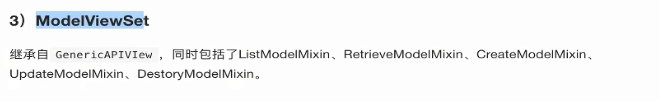 3）ModelViewSet
继承自 GenericAPIVIew ，同时包括了ListModelMixin、RetrieveModelMixin、CreateModelMixin、
UpdateModelMixin、DestoryModelMixin。